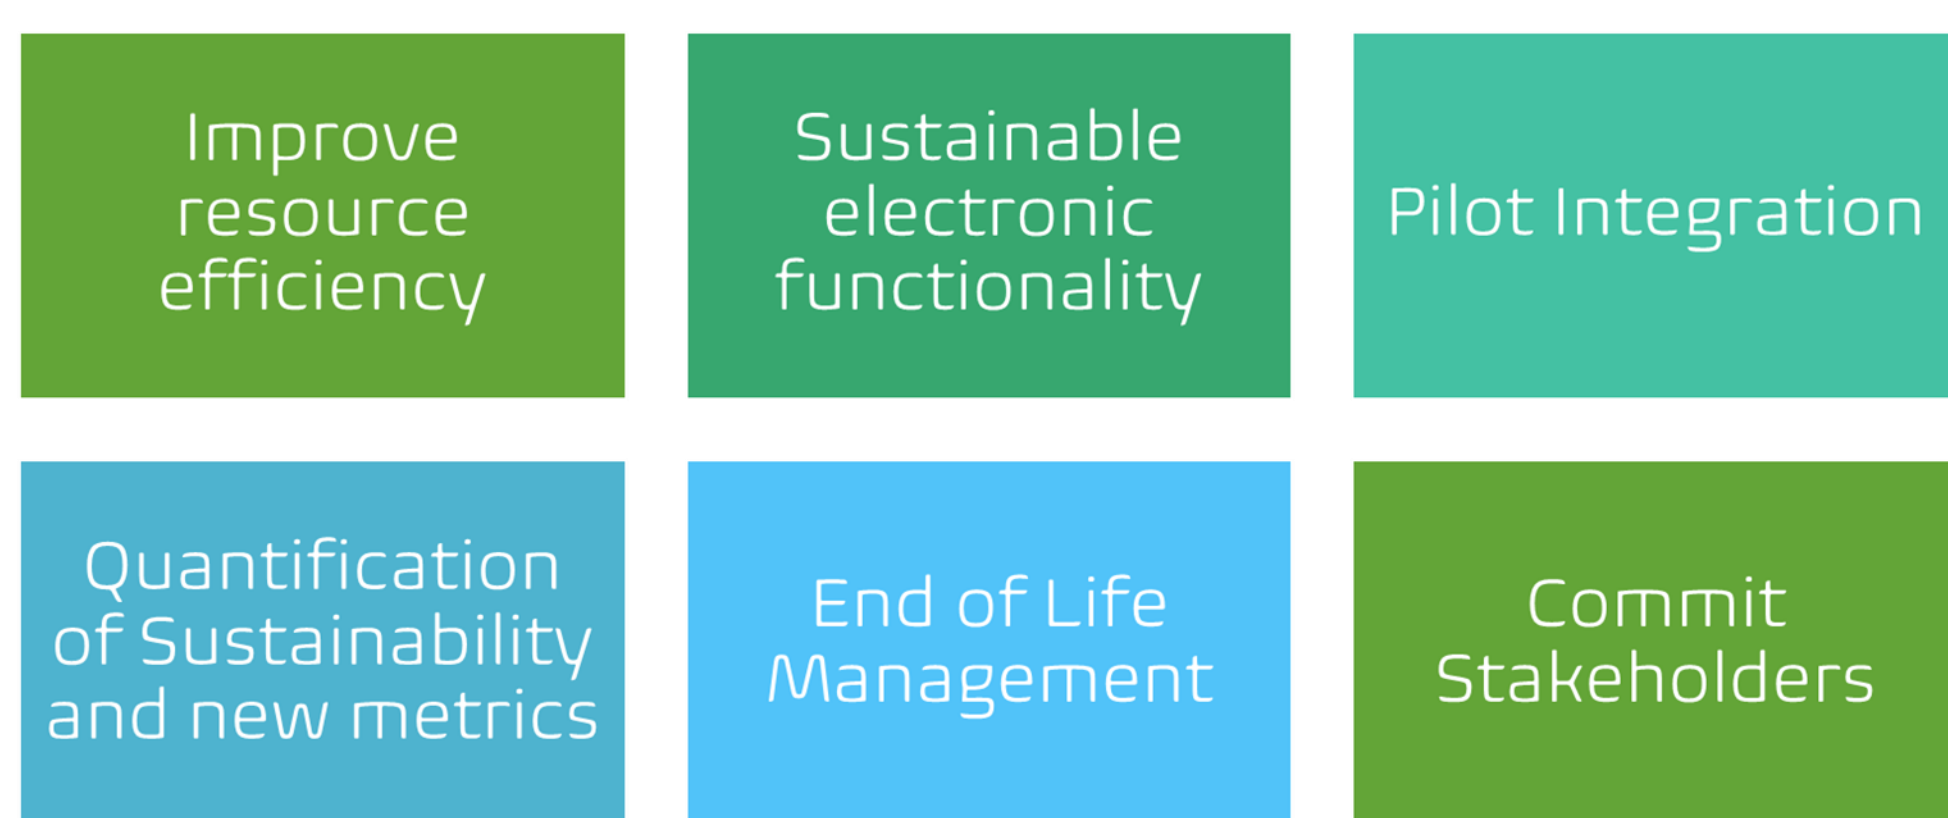 Improve
resource
efficiency
Sustainable
electronic
functionality
Pilot Integration
Quantification
of Sustainability
and new metrics
End of Life
Management
Commit
Stakeholders